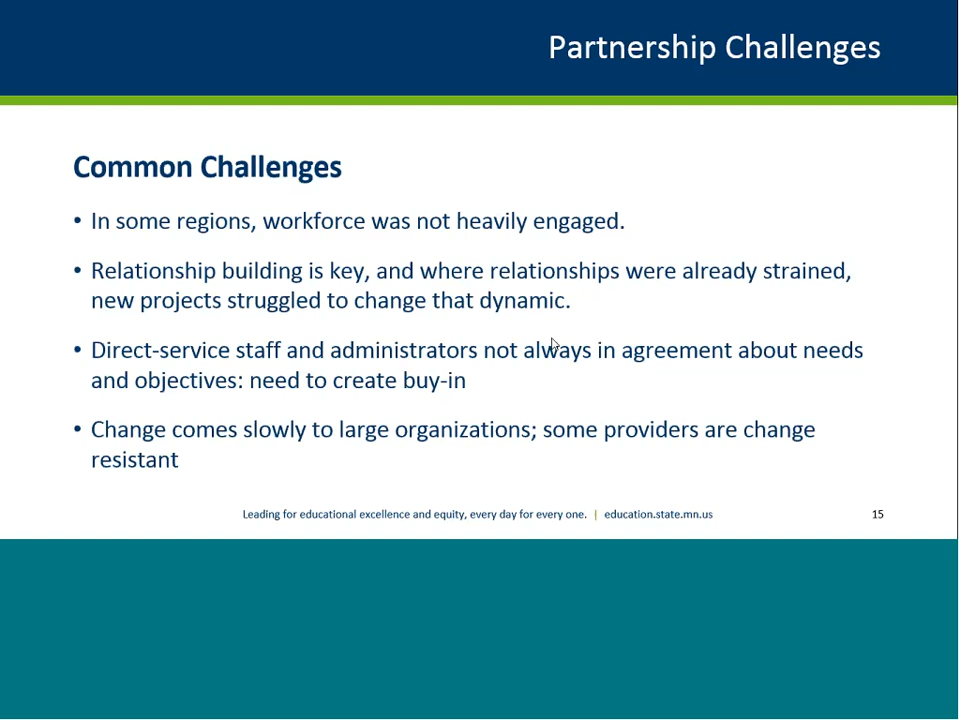 Partnership Challenges
Common Challenges
• In some regions, workforce was not heavily engaged.
• Relationship building is key, and where relationships were already strained,
new projects struggled to change that dynamic.
• Direct-service staff and administrators not always in agreement about needs
and objectives: need to create buy-in
• Change comes slowly to large organizations; some providers are change
resistant
Leading for educational excellence and equity, every day for every one. | education.state.mn.us
15